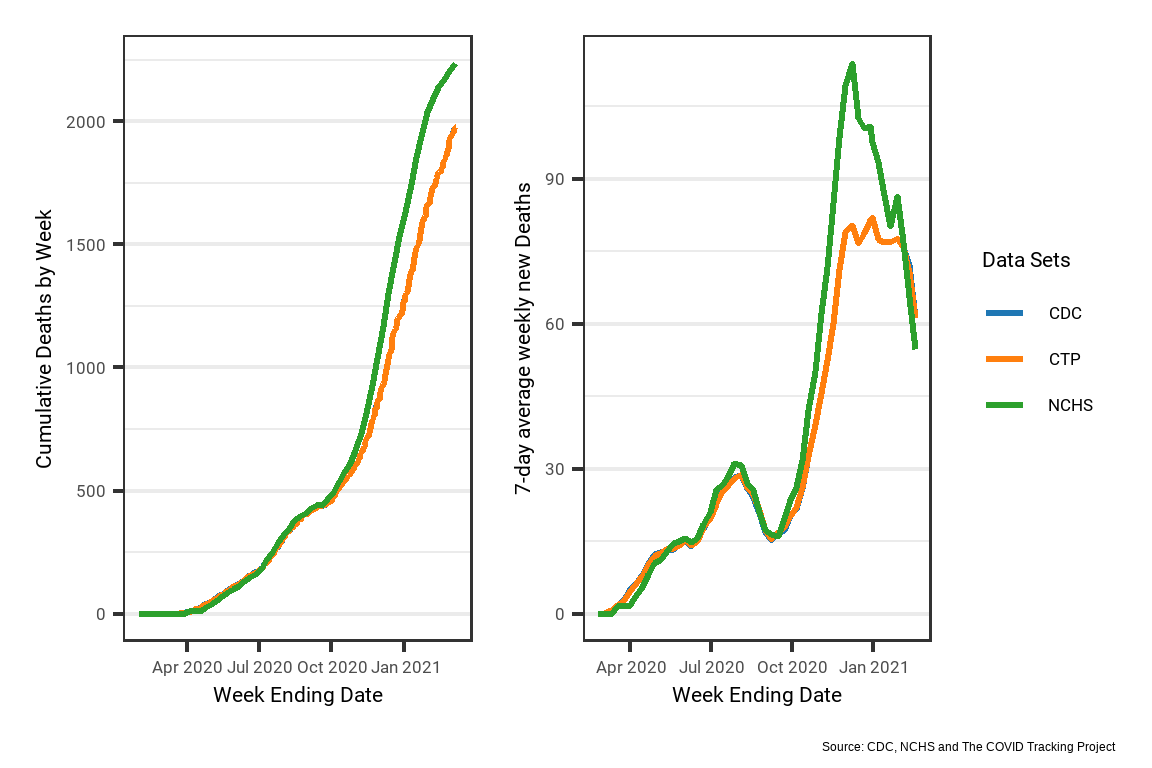 Cumulative Deaths by Week
2000
1500
1000
500
0
Apr 2020 Jul 2020 Oct 2020 Jan 2021
Week Ending Date
7-day average weekly new Deaths
90
60
30
0
Apr 2020 Jul 2020 Oct 2020 Jan 2021
Week Ending Date
Data Sets
CDC
CTP
NCHS
Source: CDC, NCHS and The COVID Tracking Project